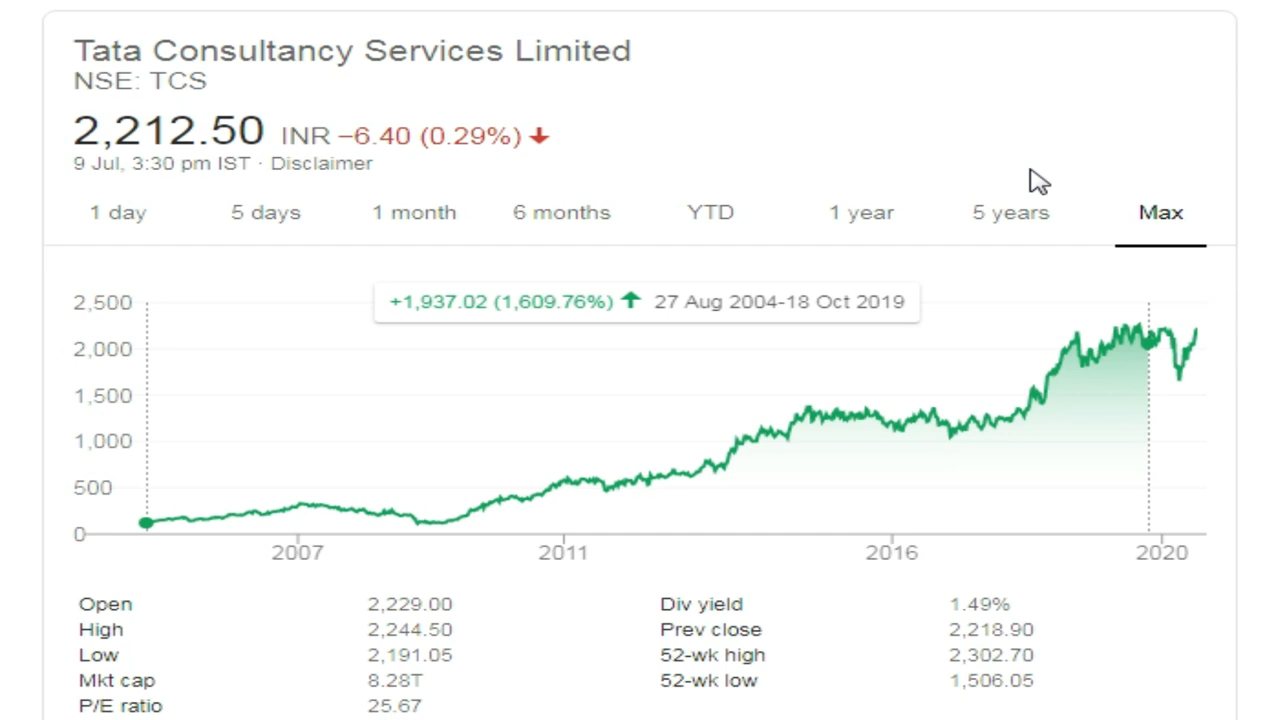 Tata Consultancy Services Limited
NSE: TCS
2,212.50 INR −6.40 (0.29%)
9 Jul, 3:30 pm IST · Disclaimer
1 day 5 days 1 month 6 months YTD 1 year 5 years Max
+1,937.02 (1,609.76%) 27 Aug 2004-18 Oct 2019
2,500
2,000
1,500
1,000
500
0
2007 2011 2016 2020
Open 2,229.00 Div yield 1.49%
High 2,244.50 Prev close 2,218.90
Low 2,191.05 52-wk high 2,302.70
Mkt cap 8.28T 52-wk low 1,506.05
P/E ratio 25.67